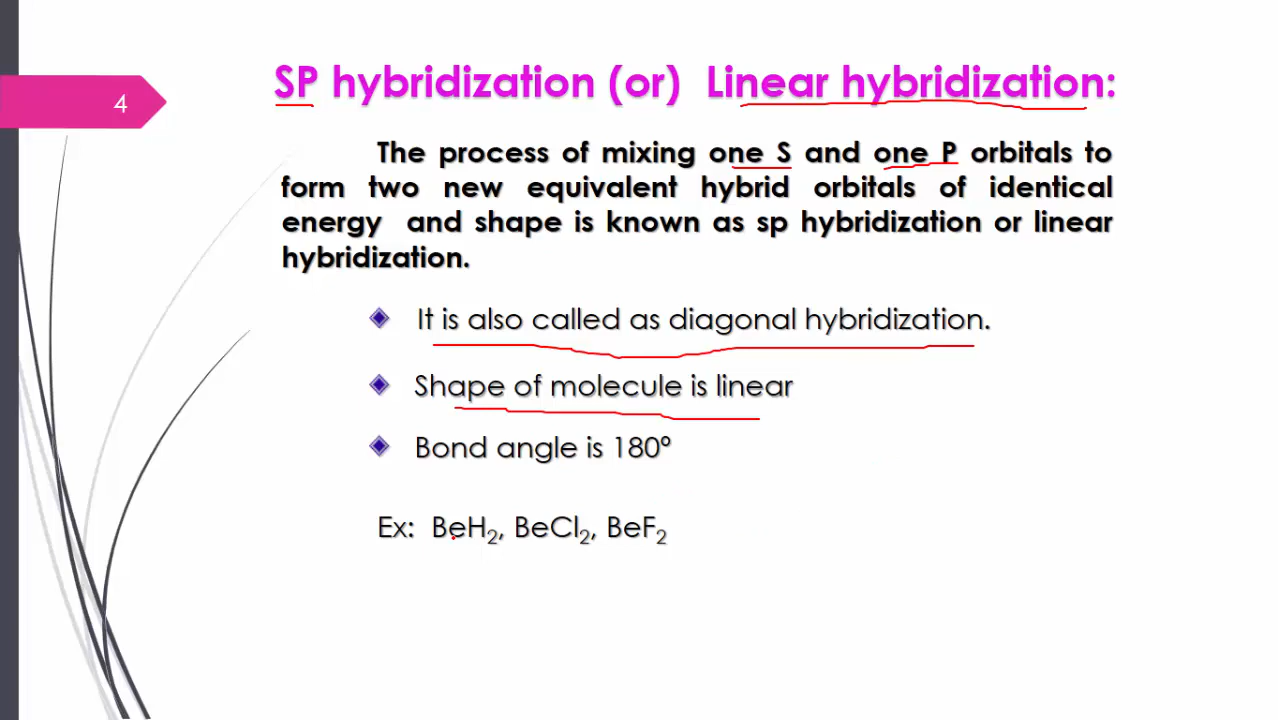 4
SP hybridization (or) Linear hybridization:
The process of mixing one S and one P orbitals to
form two new equivalent hybrid orbitals of identical
energy and shape is known as sp hybridization or linear
hybridization.
It is also called as diagonal hybridization.
Shape of molecule is linear
Bond angle is 180º
Ex: BeH₂, BeCl₂, BeF₂